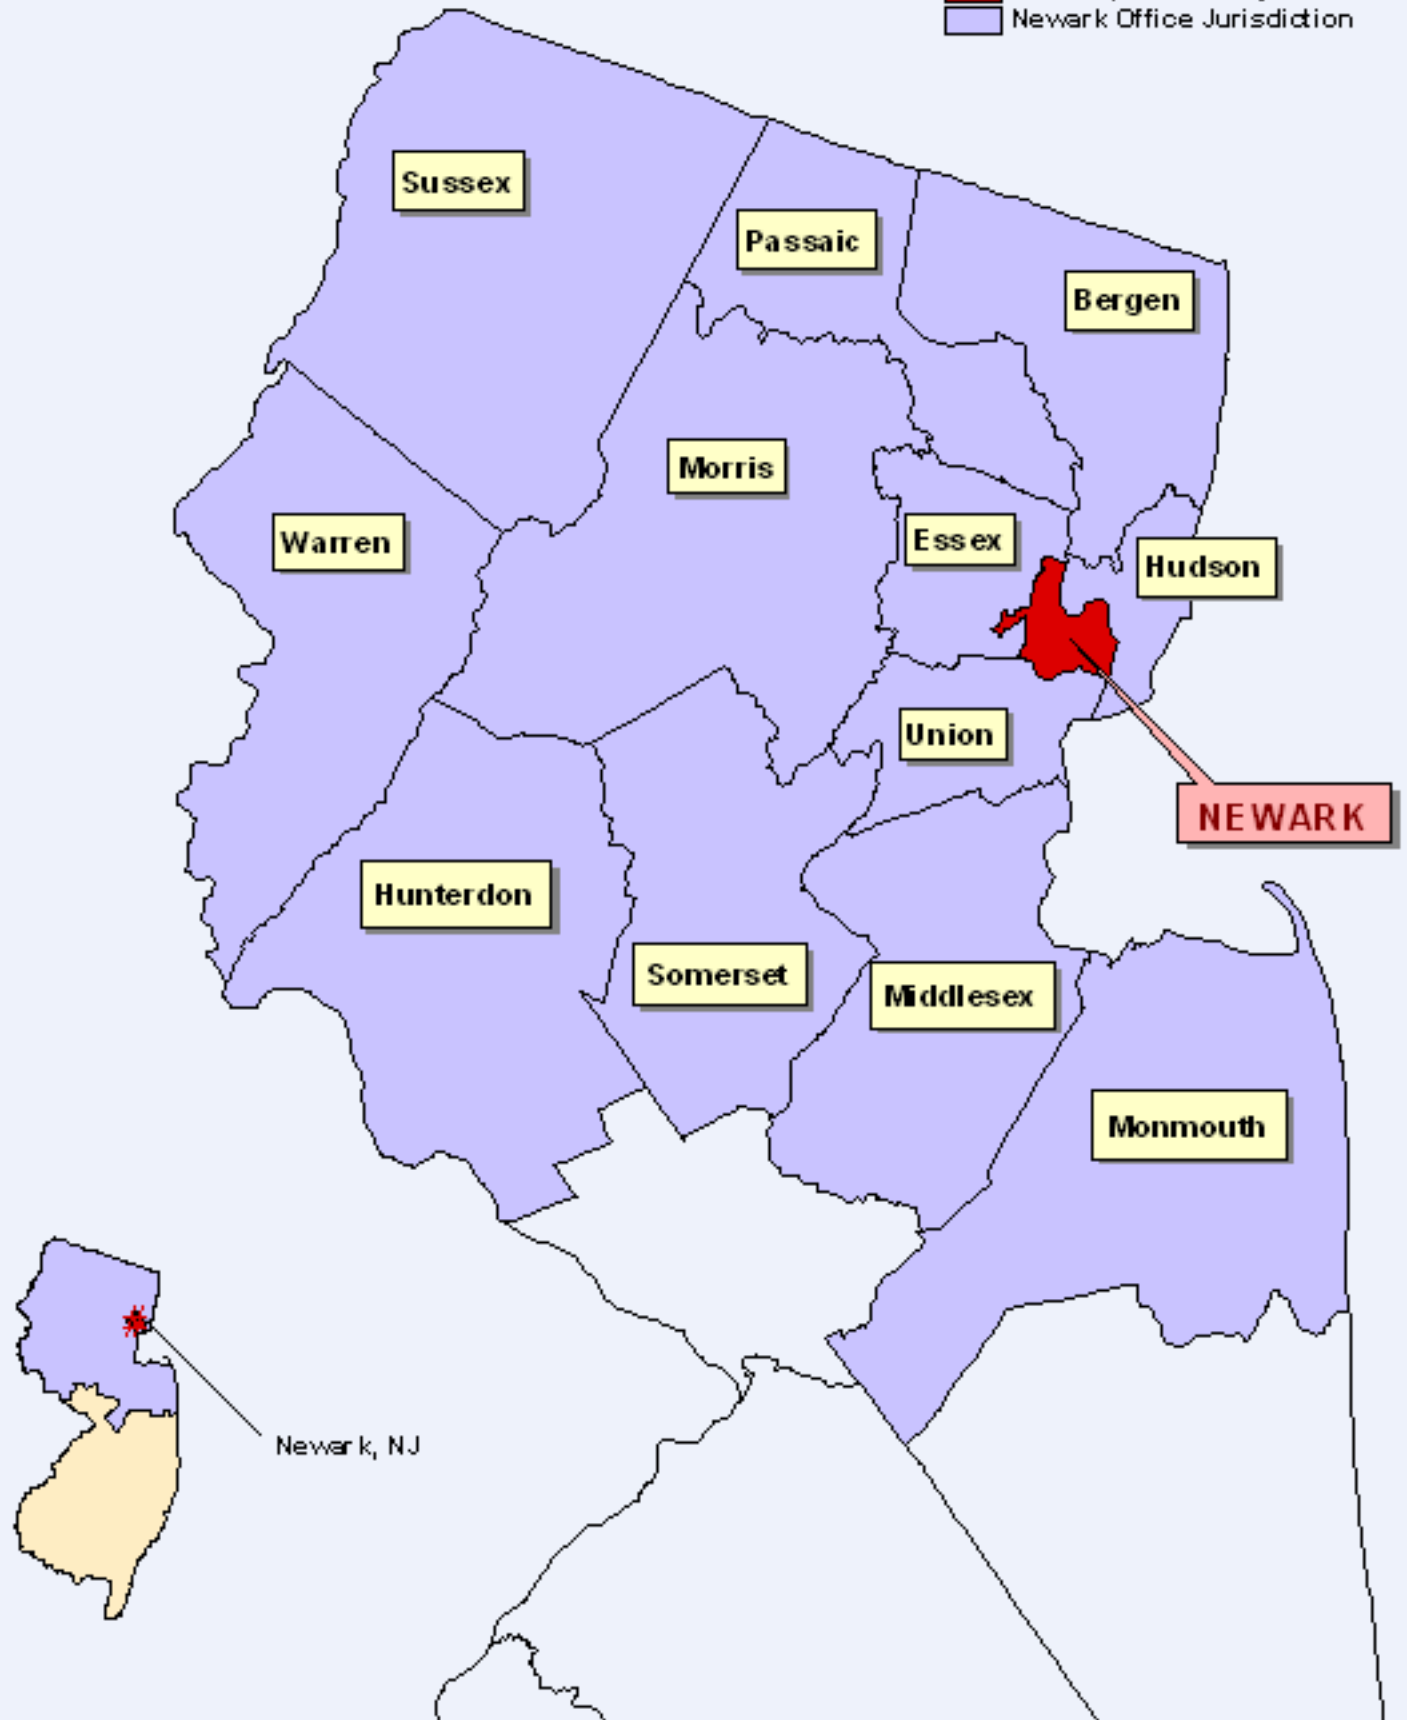 Newark Office Jurisdiction
Sussex
Passaic
Bergen
Morris
Warren
Essex
Hudson
Union
NEWARK
Hunterdon
Somerset
Middlesex
Monmouth
Newark, NJ